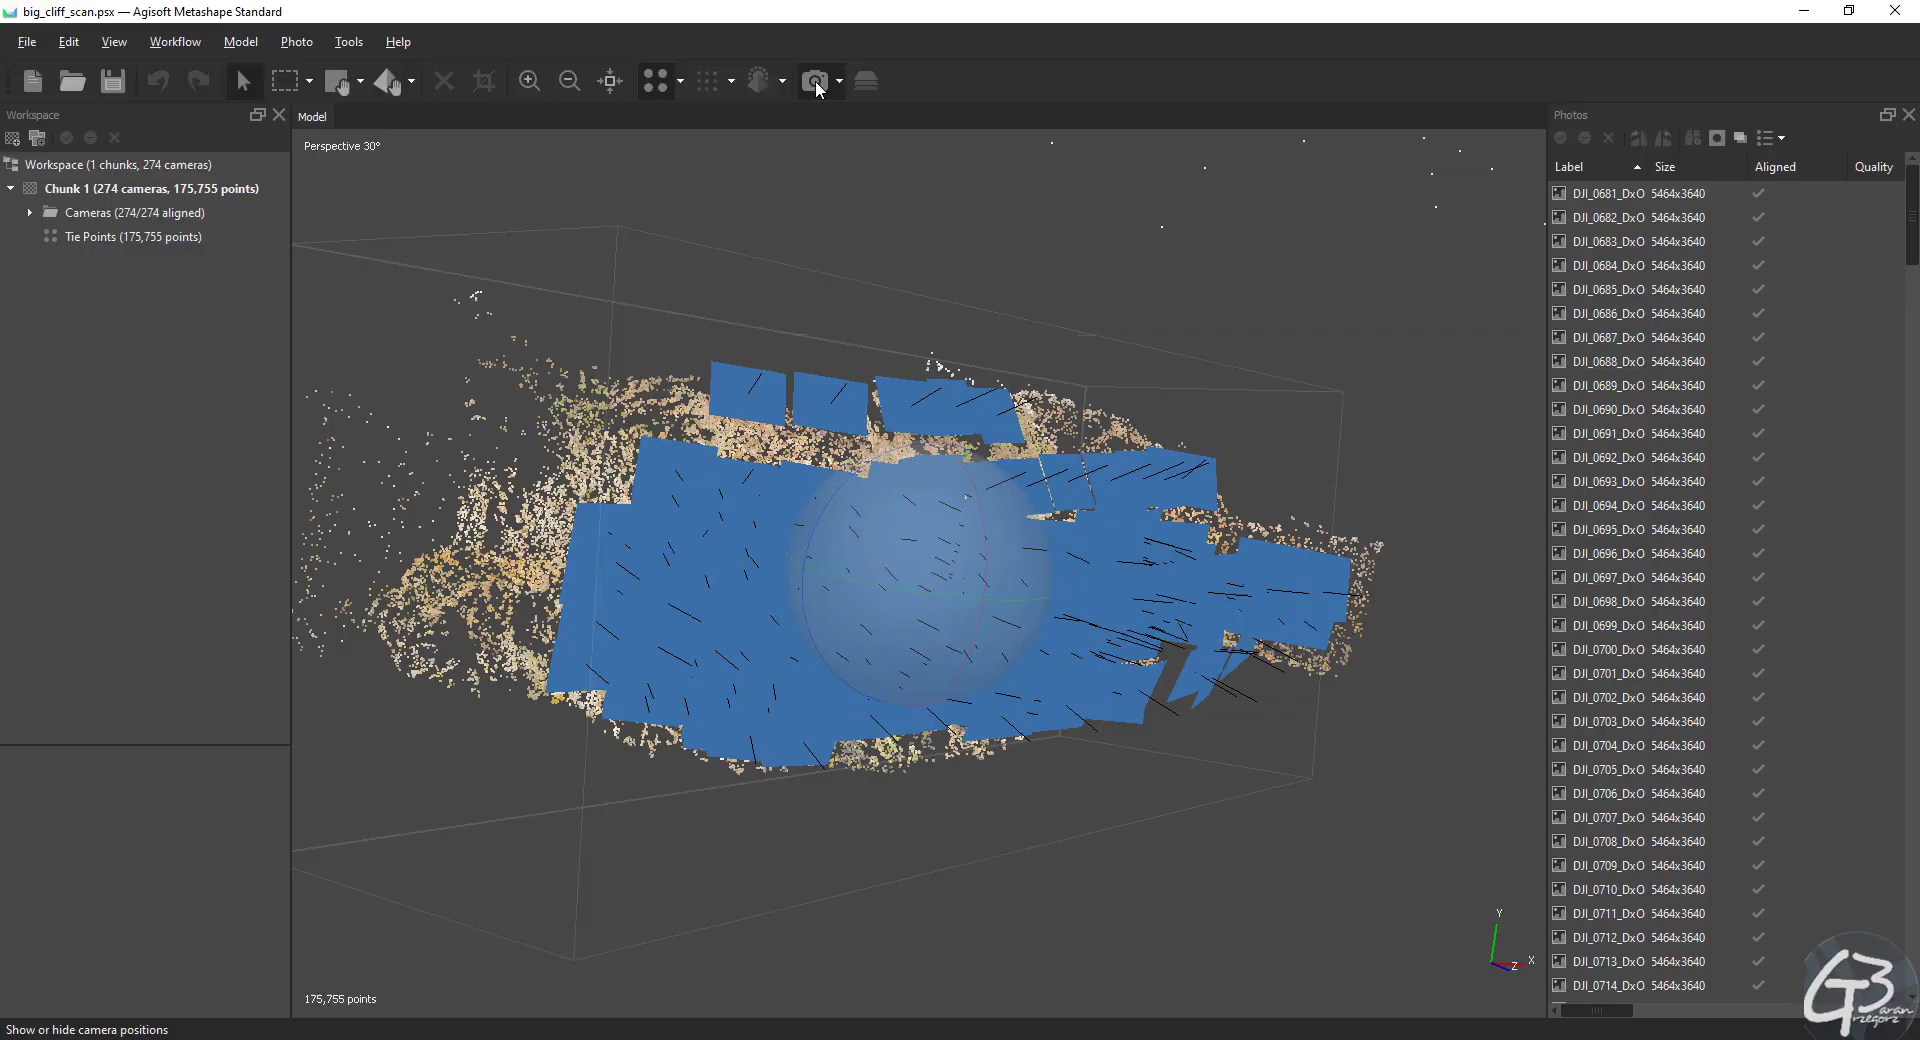 big_cliff_scan.psx — Agisoft Metashape Standard
File Edit View Workflow Model Photo Tools Help
Workspace
Workspace (1 chunks, 274 cameras)
Chunk 1 (274 cameras, 175,755 points)
Cameras (274/274 aligned)
Tie Points (175,755 points)
Model
Perspective 30°
175,755 points
Y
X
Z
Photos
Label Size Aligned Quality
DJI_0681_DxO 5464x3640
DJI_0682_DxO 5464x3640
DJI_0683_DxO 5464x3640
DJI_0684_DxO 5464x3640
DJI_0685_DxO 5464x3640
DJI_0686_DxO 5464x3640
DJI_0687_DxO 5464x3640
DJI_0688_DxO 5464x3640
DJI_0689_DxO 5464x3640
DJI_0690_DxO 5464x3640
DJI_0691_DxO 5464x3640
DJI_0692_DxO 5464x3640
DJI_0693_DxO 5464x3640
DJI_0694_DxO 5464x3640
DJI_0695_DxO 5464x3640
DJI_0696_DxO 5464x3640
DJI_0697_DxO 5464x3640
DJI_0698_DxO 5464x3640
DJI_0699_DxO 5464x3640
DJI_0700_DxO 5464x3640
DJI_0701_DxO 5464x3640
DJI_0702_DxO 5464x3640
DJI_0703_DxO 5464x3640
DJI_0704_DxO 5464x3640
DJI_0705_DxO 5464x3640
DJI_0706_DxO 5464x3640
DJI_0707_DxO 5464x3640
DJI_0708_DxO 5464x3640
DJI_0709_DxO 5464x3640
DJI_0710_DxO 5464x3640
DJI_0711_DxO 5464x3640
DJI_0712_DxO 5464x3640
DJI_0713_DxO 5464x3640
DJI_0714_DxO 5464x3640
Show or hide camera positions